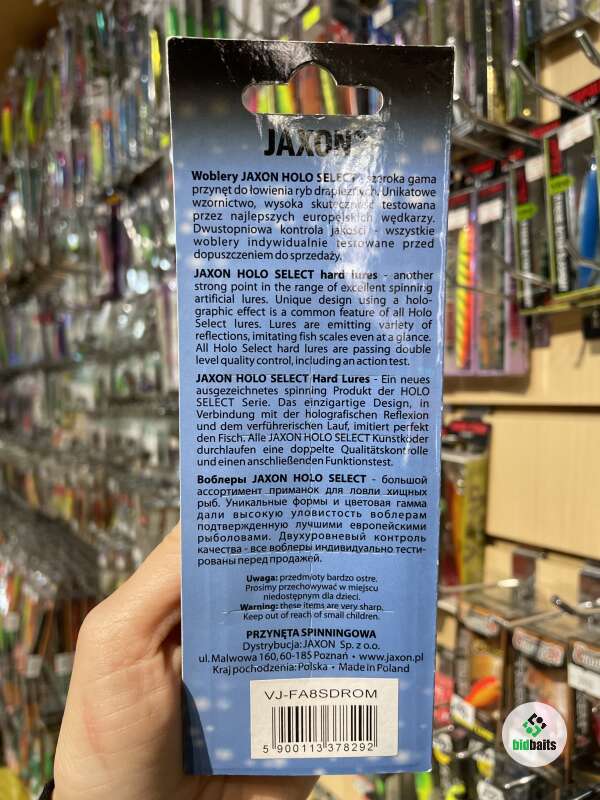 JAXON®
Woblery JAXON HOLO SELECT - szeroka gama
przynęt do łowienia ryb drapieżnych. Unikatowe
wzornictwo, wysoka skuteczność testowana
przez najlepszych europejskich wędkarzy.
Dwustopniowa kontrola jakości - wszystkie
woblery indywidualnie testowane przed
dopuszczeniem do sprzedaży.
JAXON HOLO SELECT hard lures - another
strong point in the range of excellent spinning
artificial lures. Unique design using a holo-
graphic effect is a common feature of all Holo
Select lures. Lures are emitting variety of
reflections, imitating fish scales even at a glance.
All Holo Select hard lures are passing double
level quality control, including an action test.
JAXON HOLO SELECT Hard Lures - Ein neues
ausgezeichnetes spinning Produkt der HOLO
SELECT Serie. Das einzigartige Design, in
Verbindung mit der holografischen Reflexion
und dem verführerischen Lauf, imitiert perfekt
den Fisch. Alle JAXON HOLO SELECT Kunstköder
durchlaufen eine doppelte Qualitätskontrolle
und einen anschließenden Funktionstest.
Воблеры JAXON HOLO SELECT - большой
ассортимент приманок для ловли хищных
рыб. Уникальные формы и цветовая гамма
дали высокую уловистость воблерам
подтвержденную лучшими европейскими
рыболовами. Двухуровневый контроль
качества - все воблеры индивидуально тести-
рованы перед продажей.
Uwaga: przedmioty bardzo ostre.
Prosimy przechowywać w miejscu
niedostępnym dla dzieci.
Warning: these items are very sharp.
Keep out of reach of small children.
PRZYNĘTA SPINNINGOWA
Dystrybucja: JAXON Sp. z o.o.
ul. Malwowa 160, 60-185 Poznań • www.jaxon.pl
Kraj pochodzenia: Polska • Made in Poland
VJ-FA8SDROM
5 900113 378292
bidbaits